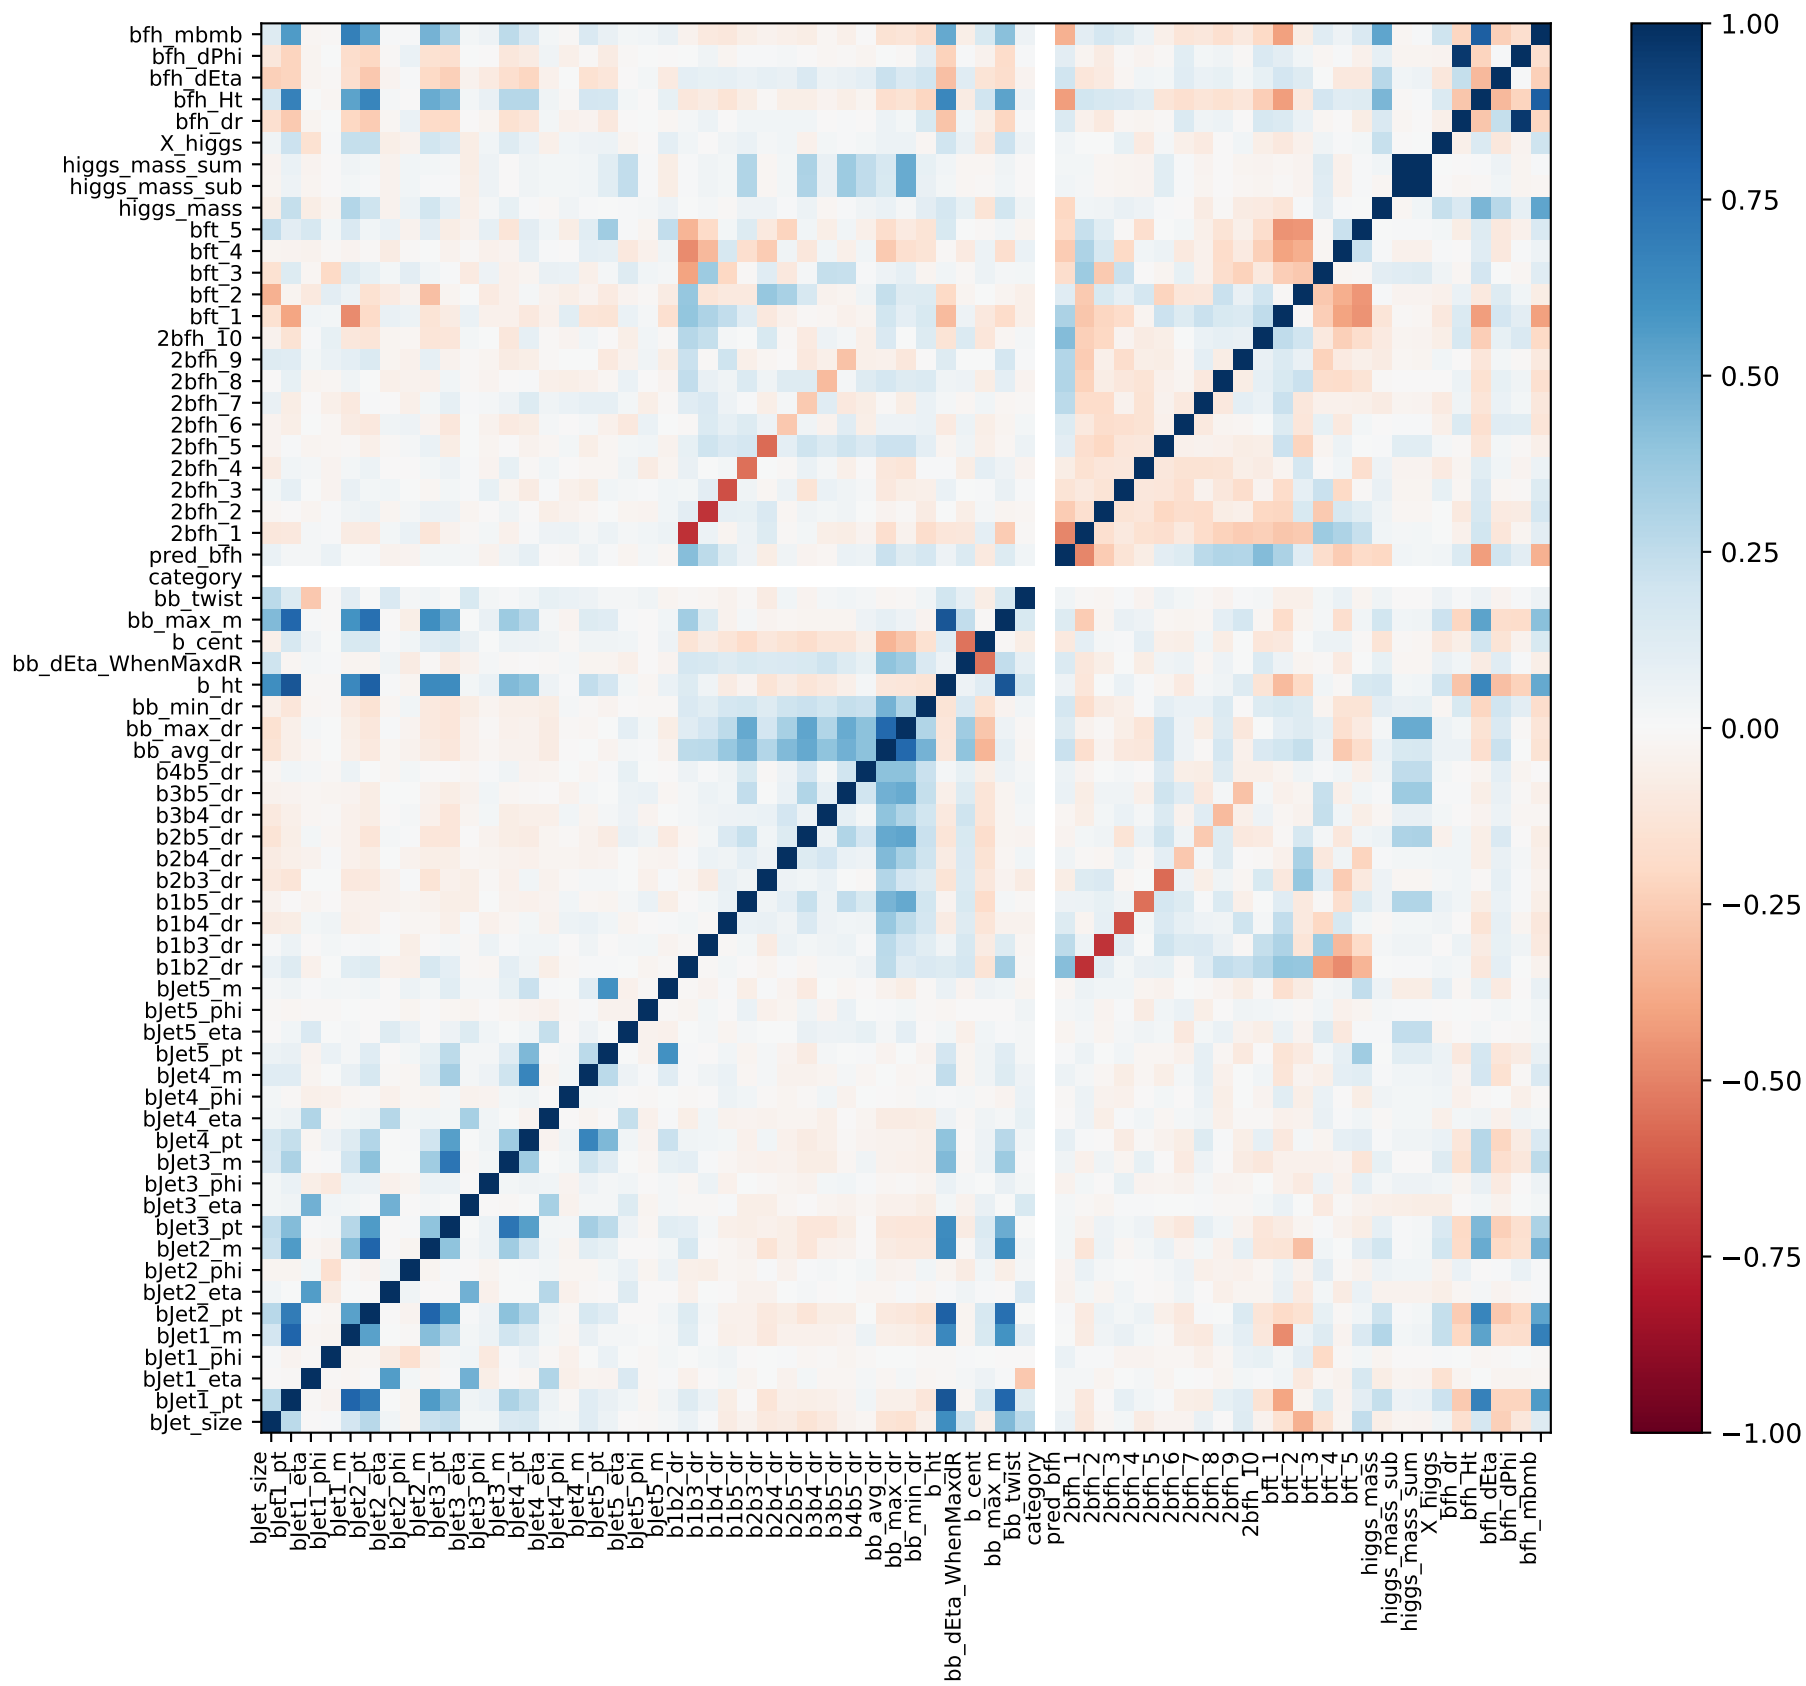 bfh_mbmb
bfh_dPhi
bfh_dEta
bfh_Ht
bfh_dr
X_higgs
higgs_mass_sum
higgs_mass_sub
higgs_mass
bft_5
bft_4
bft_3
bft_2
bft_1
2bfh_10
2bfh_9
2bfh_8
2bfh_7
2bfh_6
2bfh_5
2bfh_4
2bfh_3
2bfh_2
2bfh_1
pred_bfh
category
bb_twist
bb_max_m
b_cent
bb_dEta_WhenMaxdR
b_ht
bb_min_dr
bb_max_dr
bb_avg_dr
b4b5_dr
b3b5_dr
b3b4_dr
b2b5_dr
b2b4_dr
b2b3_dr
b1b5_dr
b1b4_dr
b1b3_dr
b1b2_dr
bJet5_m
bJet5_phi
bJet5_eta
bJet5_pt
bJet4_m
bJet4_phi
bJet4_eta
bJet4_pt
bJet3_m
bJet3_phi
bJet3_eta
bJet3_pt
bJet2_m
bJet2_phi
bJet2_eta
bJet2_pt
bJet1_m
bJet1_phi
bJet1_eta
bJet1_pt
bJet_size
bJet_size
bJet1_pt
bJet1_eta
bJet1_phi
bJet1_m
bJet2_pt
bJet2_eta
bJet2_phi
bJet2_m
bJet3_pt
bJet3_eta
bJet3_phi
bJet3_m
bJet4_pt
bJet4_eta
bJet4_phi
bJet4_m
bJet5_pt
bJet5_eta
bJet5_phi
bJet5_m
b1b2_dr
b1b3_dr
b1b4_dr
b1b5_dr
b2b3_dr
b2b4_dr
b2b5_dr
b3b4_dr
b3b5_dr
b4b5_dr
bb_avg_dr
bb_max_dr
bb_min_dr
b_ht
bb_dEta_WhenMaxdR
b_cent
bb_max_m
bb_twist
category
pred_bfh
2bfh_1
2bfh_2
2bfh_3
2bfh_4
2bfh_5
2bfh_6
2bfh_7
2bfh_8
2bfh_9
2bfh_10
bft_1
bft_2
bft_3
bft_4
bft_5
higgs_mass
higgs_mass_sub
higgs_mass_sum
X_higgs
bfh_dr
bfh_Ht
bfh_dEta
bfh_dPhi
bfh_mbmb
1.00
0.75
0.50
0.25
0.00
−0.25
−0.50
−0.75
−1.00